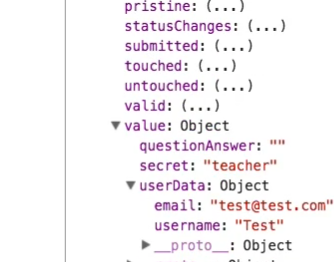 pristine: (...)
statusChanges: (...)
submitted: (...)
touched: (...)
untouched: (...)
valid: (...)
▼value: Object
questionAnswer: ""
secret: "teacher"
▼userData: Object
email: "test@test.com"
username: "Test"
▶__proto__: Object